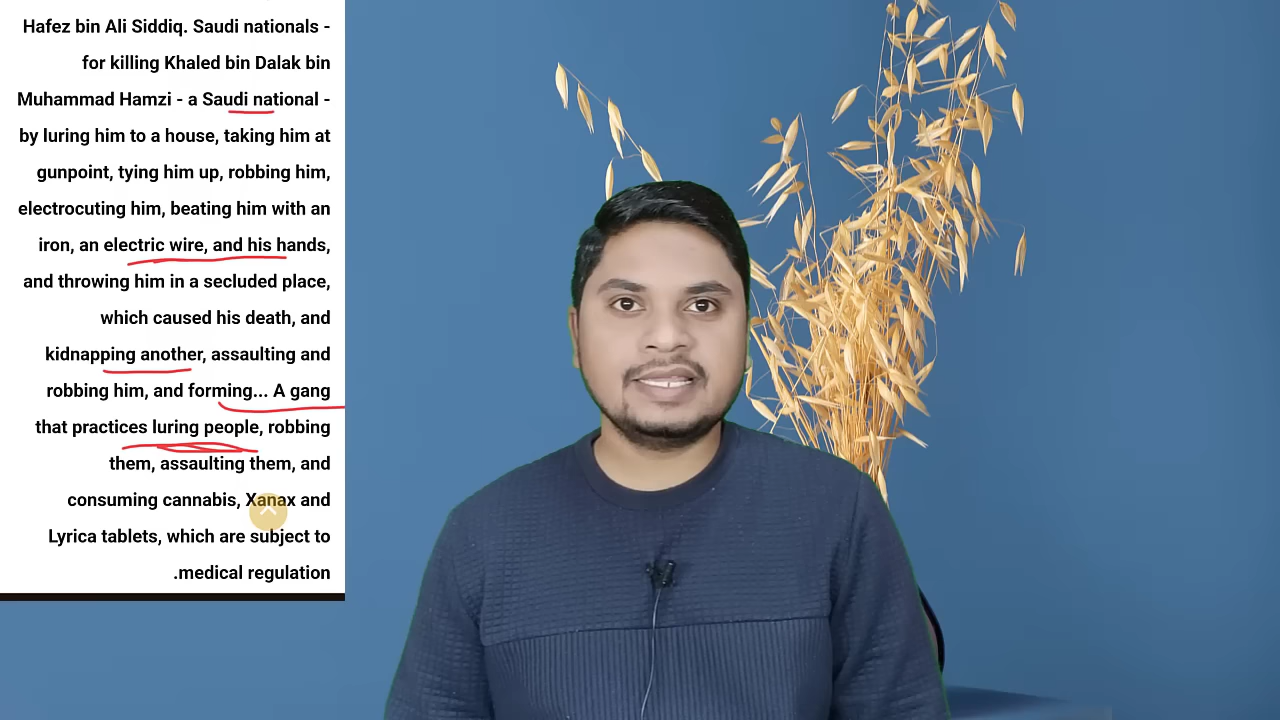 Hafez bin Ali Siddiq. Saudi nationals -
for killing Khaled bin Dalak bin
Muhammad Hamzi - a Saudi national -
by luring him to a house, taking him at
gunpoint, tying him up, robbing him,
electrocuting him, beating him with an
iron, an electric wire, and his hands,
and throwing him in a secluded place,
which caused his death, and
kidnapping another, assaulting and
robbing him, and forming... A gang
that practices luring people, robbing
them, assaulting them, and
consuming cannabis, Xanax and
Lyrica tablets, which are subject to
.medical regulation